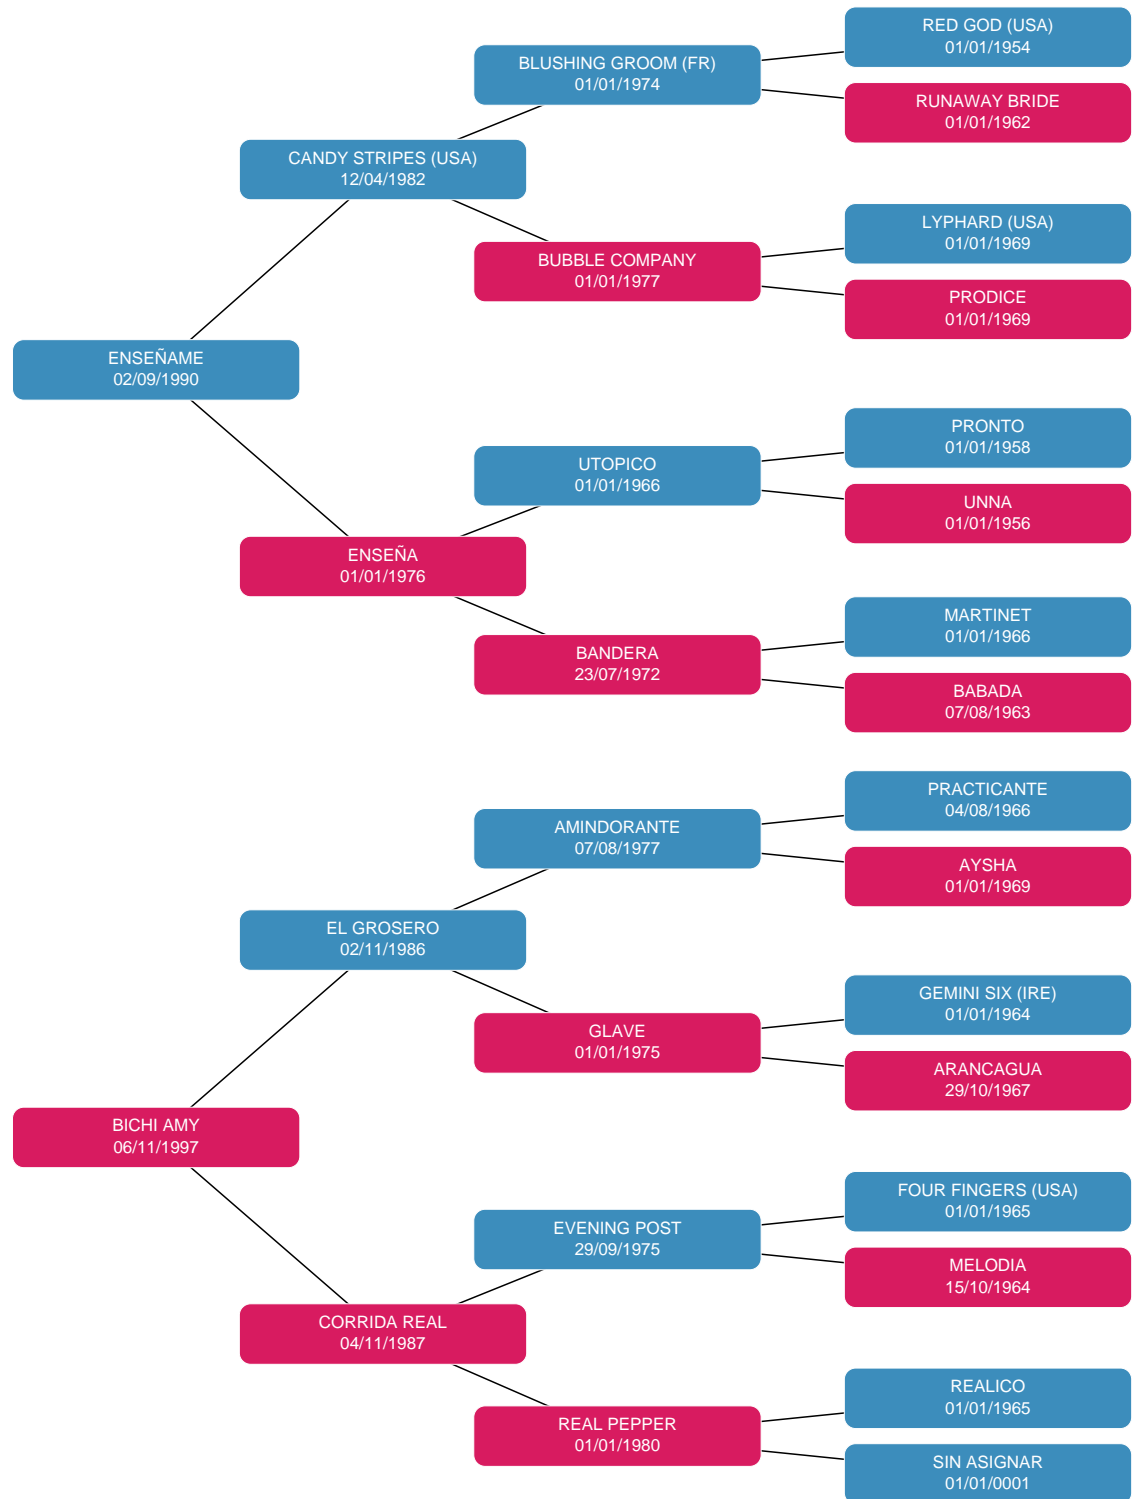 RED GOD (USA)
01/01/1954
BLUSHING GROOM (FR)
01/01/1974
RUNAWAY BRIDE
01/01/1962
CANDY STRIPES (USA)
12/04/1982
LYPHARD (USA)
01/01/1969
BUBBLE COMPANY
01/01/1977
PRODICE
01/01/1969
ENSEÑAME
02/09/1990
PRONTO
01/01/1958
UTOPICO
01/01/1966
UNNA
01/01/1956
ENSEÑA
01/01/1976
MARTINET
01/01/1966
BANDERA
23/07/1972
BABADA
07/08/1963
PRACTICANTE
04/08/1966
AMINDORANTE
07/08/1977
AYSHA
01/01/1969
EL GROSERO
02/11/1986
GEMINI SIX (IRE)
01/01/1964
GLAVE
01/01/1975
ARANCAGUA
29/10/1967
BICHI AMY
06/11/1997
FOUR FINGERS (USA)
01/01/1965
EVENING POST
29/09/1975
MELODIA
15/10/1964
CORRIDA REAL
04/11/1987
REALICO
01/01/1965
REAL PEPPER
01/01/1980
SIN ASIGNAR
01/01/0001